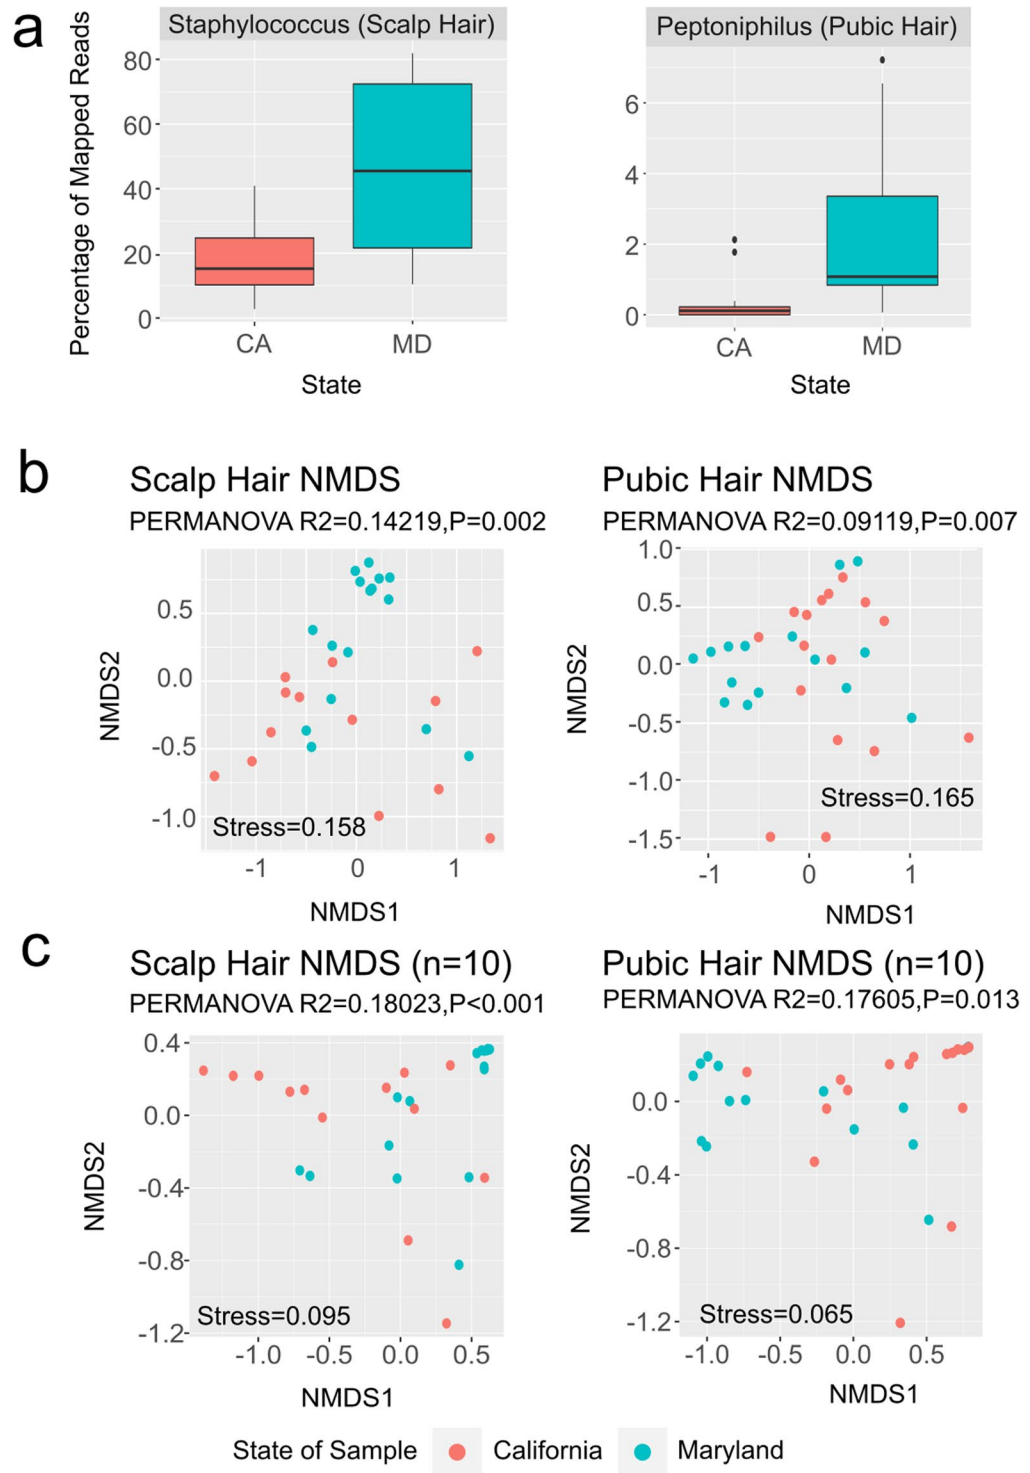 a
Staphylococcus (Scalp Hair)
Peptoniphilus (Pubic Hair)
Percentage of Mapped Reads
80
60
40
20
0
CA
MD
State
6
4
2
0
CA
MD
State
b
Scalp Hair NMDS
PERMANOVA R2=0.14219,P=0.002
NMDS2
0.5
0.0
-0.5
-1.0
Stress=0.158
-1
0
1
NMDS1
Pubic Hair NMDS
PERMANOVA R2=0.09119,P=0.007
NMDS2
1.0
0.5
0.0
-0.5
-1.0
-1.5
Stress=0.165
-1
0
1
NMDS1
c
Scalp Hair NMDS (n=10)
PERMANOVA R2=0.18023,P<0.001
NMDS2
0.4
0.0
-0.4
-0.8
-1.2
Stress=0.095
-1.0
-0.5
0.0
0.5
NMDS1
Pubic Hair NMDS (n=10)
PERMANOVA R2=0.17605,P=0.013
NMDS2
0.0
-0.4
-0.8
-1.2
Stress=0.065
-1.0
-0.5
0.0
0.5
NMDS1
State of Sample
California
Maryland